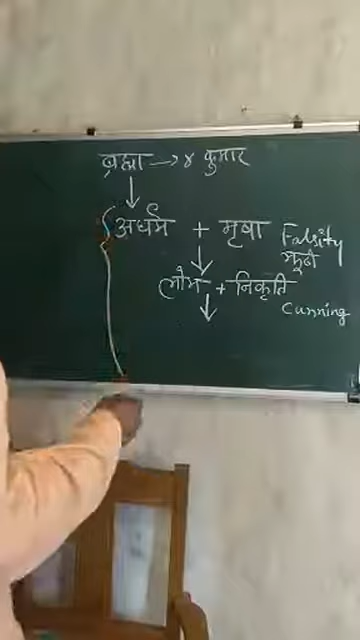 ब्रह्मा → ४ कुमार
↓
अधर्म + मृषा Falsity
झूठ
↓
लोभ + निकृति
Cunning
↓